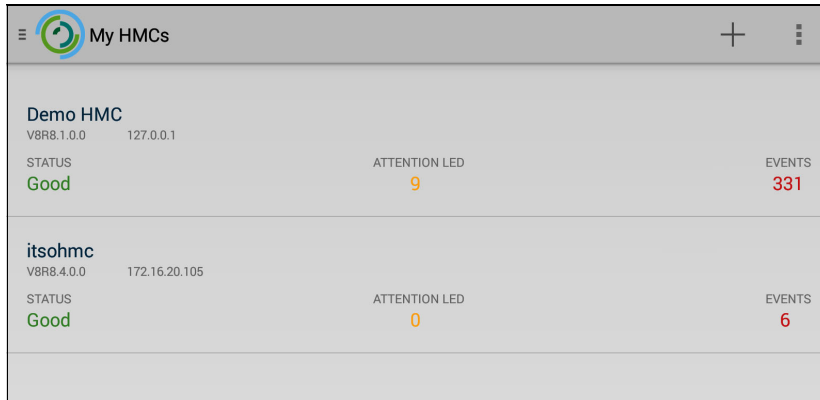 My HMCs
Demo HMC
V8R8.1.0.0 127.0.0.1
STATUS ATTENTION LED EVENTS
Good 9 331
itsohmc
V8R8.4.0.0 172.16.20.105
STATUS ATTENTION LED EVENTS
Good 0 6